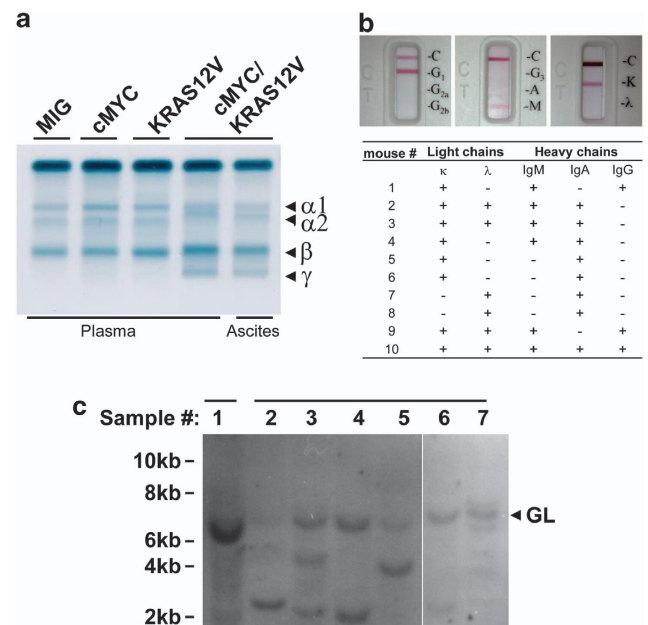 a
MIG cMYC KRAS12V cMYC/ KRAS12V
◄ α1
◄ α2
◄ β
◄ γ
Plasma Ascites
b
C T -C -G1 -G2a -G2b
-C -G3 -A -M
C T -C -K -λ
mouse # Light chains Heavy chains
κ λ IgM IgA IgG
1 + - + - +
2 + + + + -
3 + + + + -
4 + - + + -
5 + - - + -
6 + - - + -
7 - + - + -
8 - + - + -
9 + + + - +
10 + + + + +
c
Sample #: 1 2 3 4 5 6 7
10kb –
8kb –
◄ GL
6kb –
4kb –
2kb –